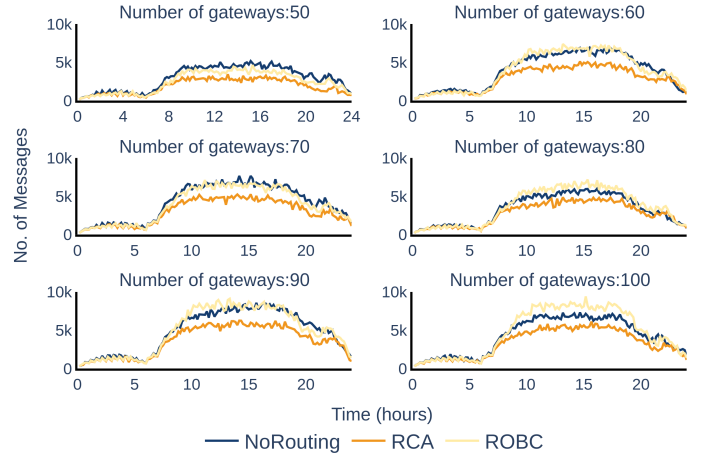 Number of gateways:50
Number of gateways:60
10k
5k
0
0 4 8 12 16 20 24
10k
5k
0
0 5 10 15 20
Number of gateways:70
Number of gateways:80
10k
5k
0
0 5 10 15 20
10k
5k
0
0 5 10 15 20
Number of gateways:90
Number of gateways:100
10k
5k
0
0 5 10 15 20
10k
5k
0
0 5 10 15 20
No. of Messages
Time (hours)
NoRouting RCA ROBC